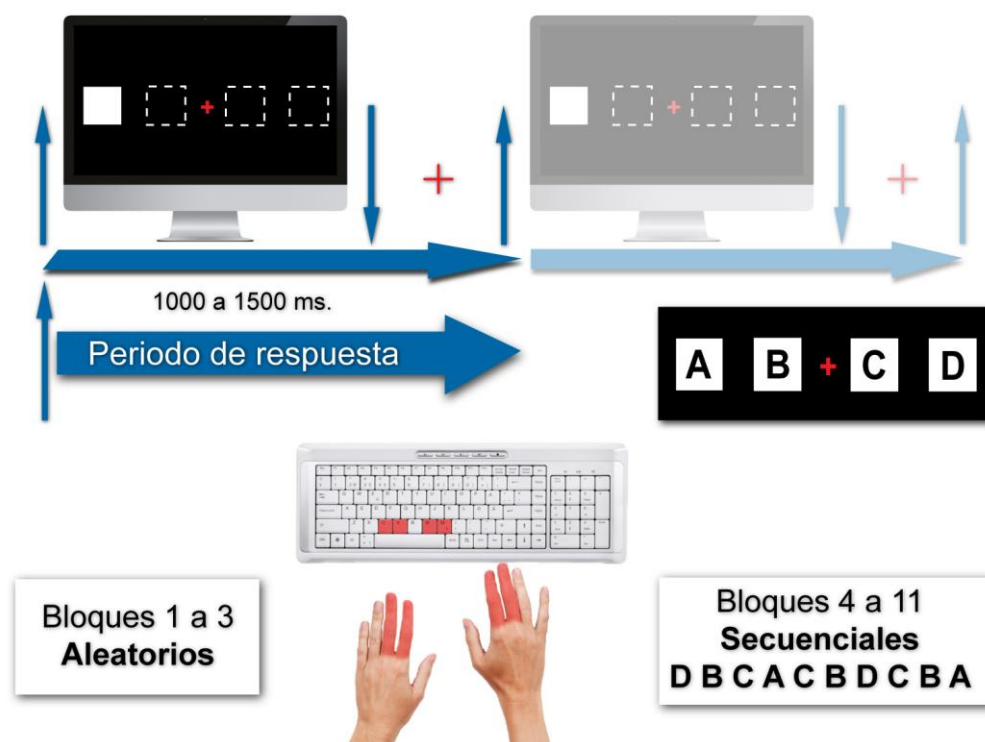 1000 a 1500 ms.
Periodo de respuesta
A B + C D
Bloques 1 a 3
Aleatorios
Bloques 4 a 11
Secuenciales
D B C A C B D C B A